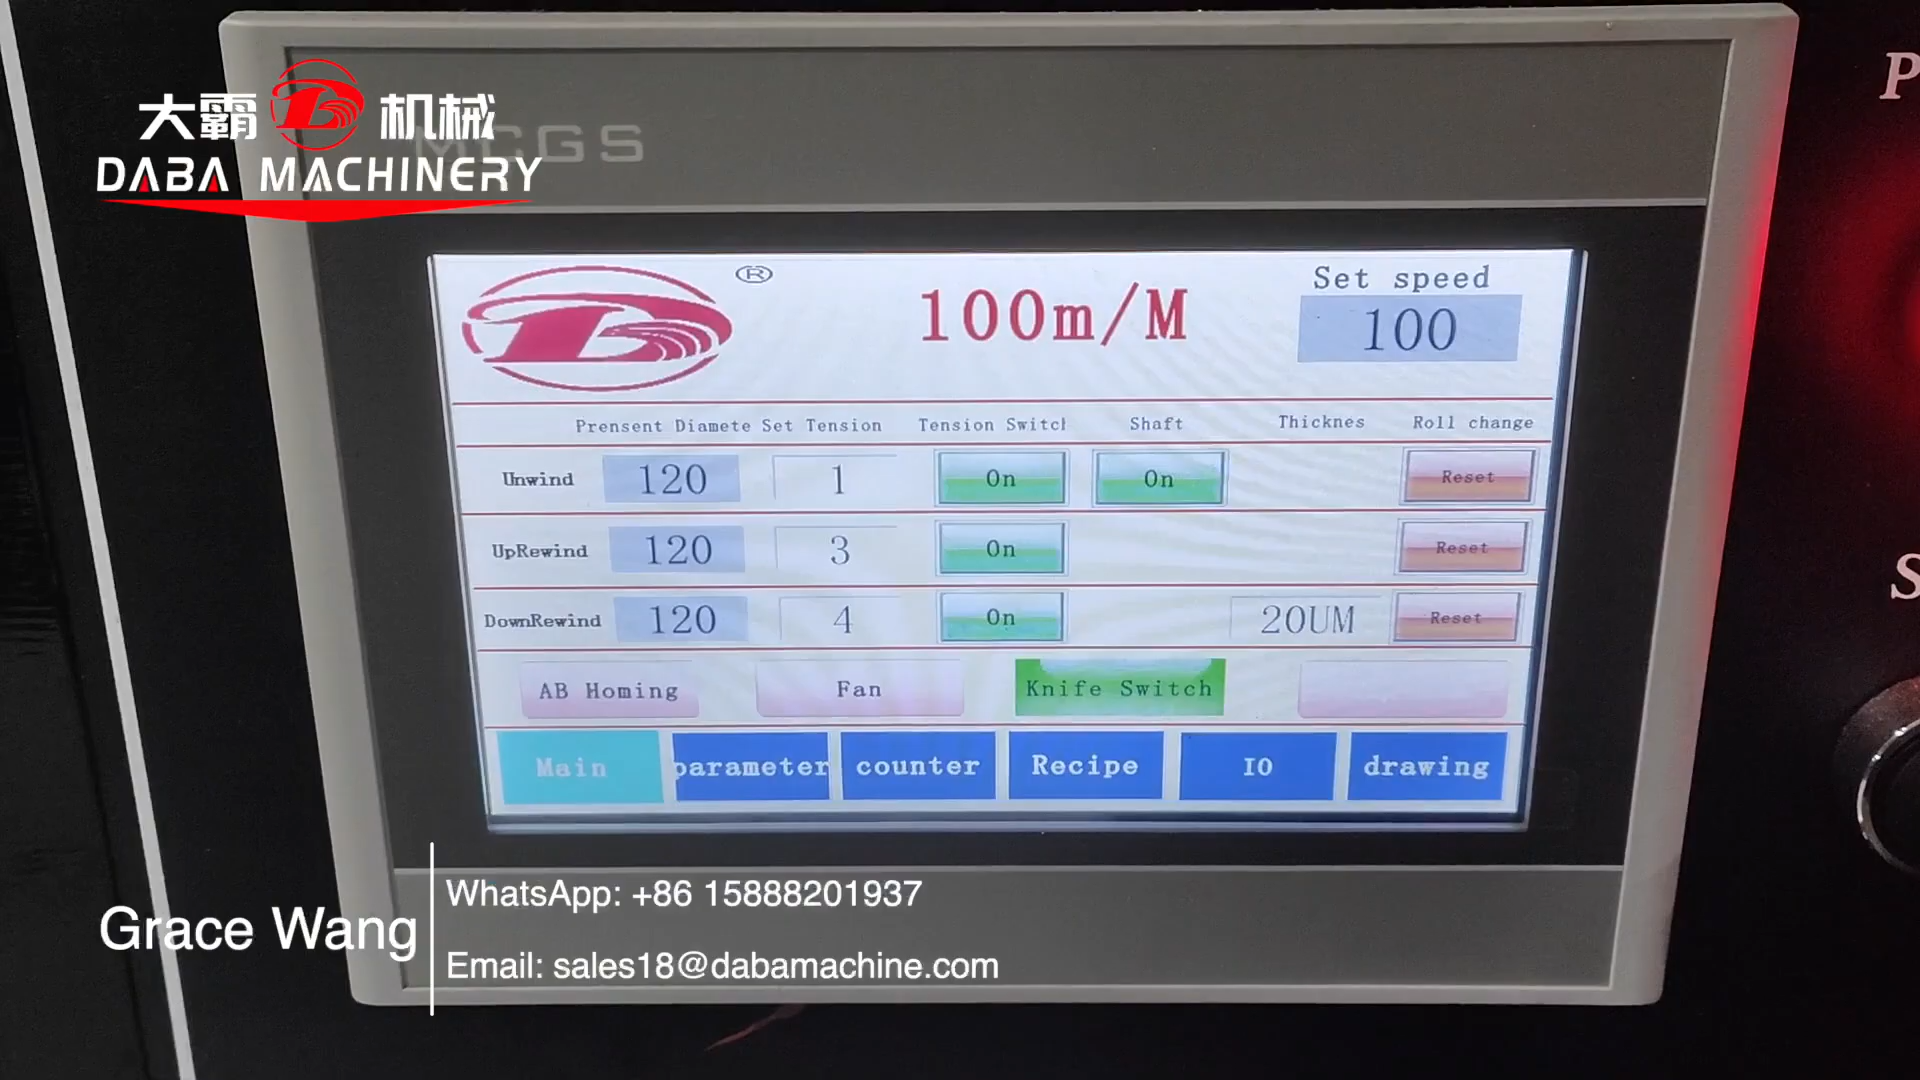 大霸机械
MCGS
DABA MACHINERY
®
100m/M
Set speed
100
Prensent Diamete Set Tension Tension Switch Shaft Thicknes Roll change
Unwind 120 1 On On Reset
UpRewind 120 3 On Reset
DownRewind 120 4 On 20UM Reset
AB Homing Fan Knife Switch
Main parameter counter Recipe IO drawing
Grace Wang
WhatsApp: +86 15888201937
Email: sales18@dabamachine.com
P
S